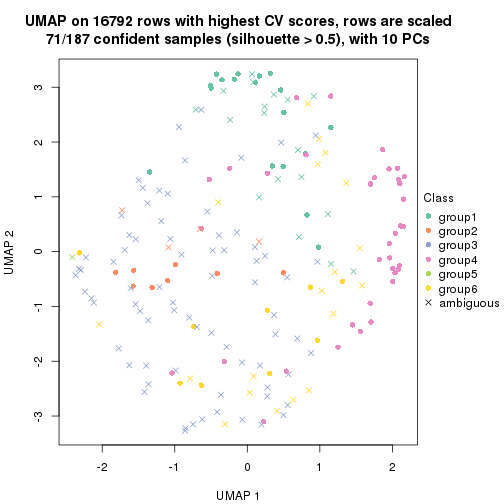 UMAP on 16792 rows with highest CV scores, rows are scaled
71/187 confident samples (silhouette > 0.5), with 10 PCs
UMAP 2
3
2
1
0
-1
-2
-3
-2
-1
0
1
2
UMAP 1
Class
group1
group2
group3
group4
group5
group6
ambiguous